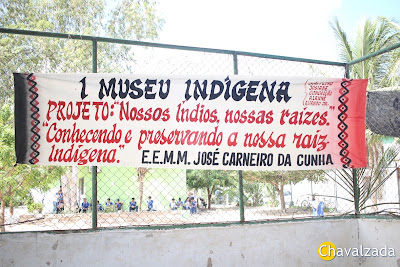 I MUSEU INDÍGENA
PROJETO: "NOSSOS ÍNDIOS, NOSSAS RAÍZES."
"CONHECENDO E PRESERVANDO A NOSSA RAIZ
INDÍGENA."
E.E.M.M. JOSÉ CARNEIRO DA CUNHA
Chavalzada